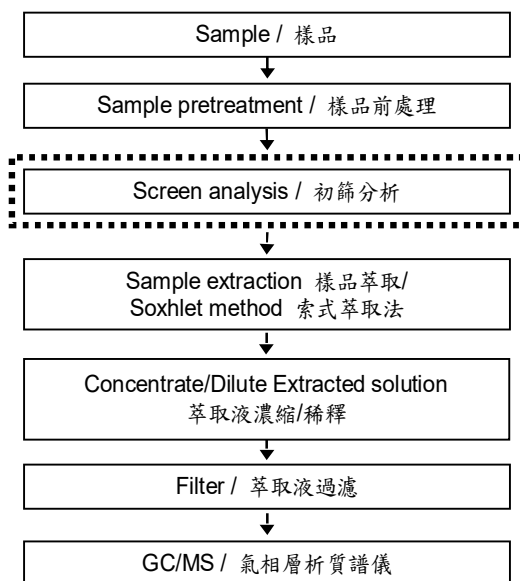 Sample / 樣品
Sample pretreatment / 樣品前處理
Screen analysis / 初篩分析
Sample extraction 樣品萃取/
Soxhlet method 索式萃取法
Concentrate/Dilute Extracted solution
萃取液濃縮/稀釋
Filter / 萃取液過濾
GC/MS / 氣相層析質譜儀